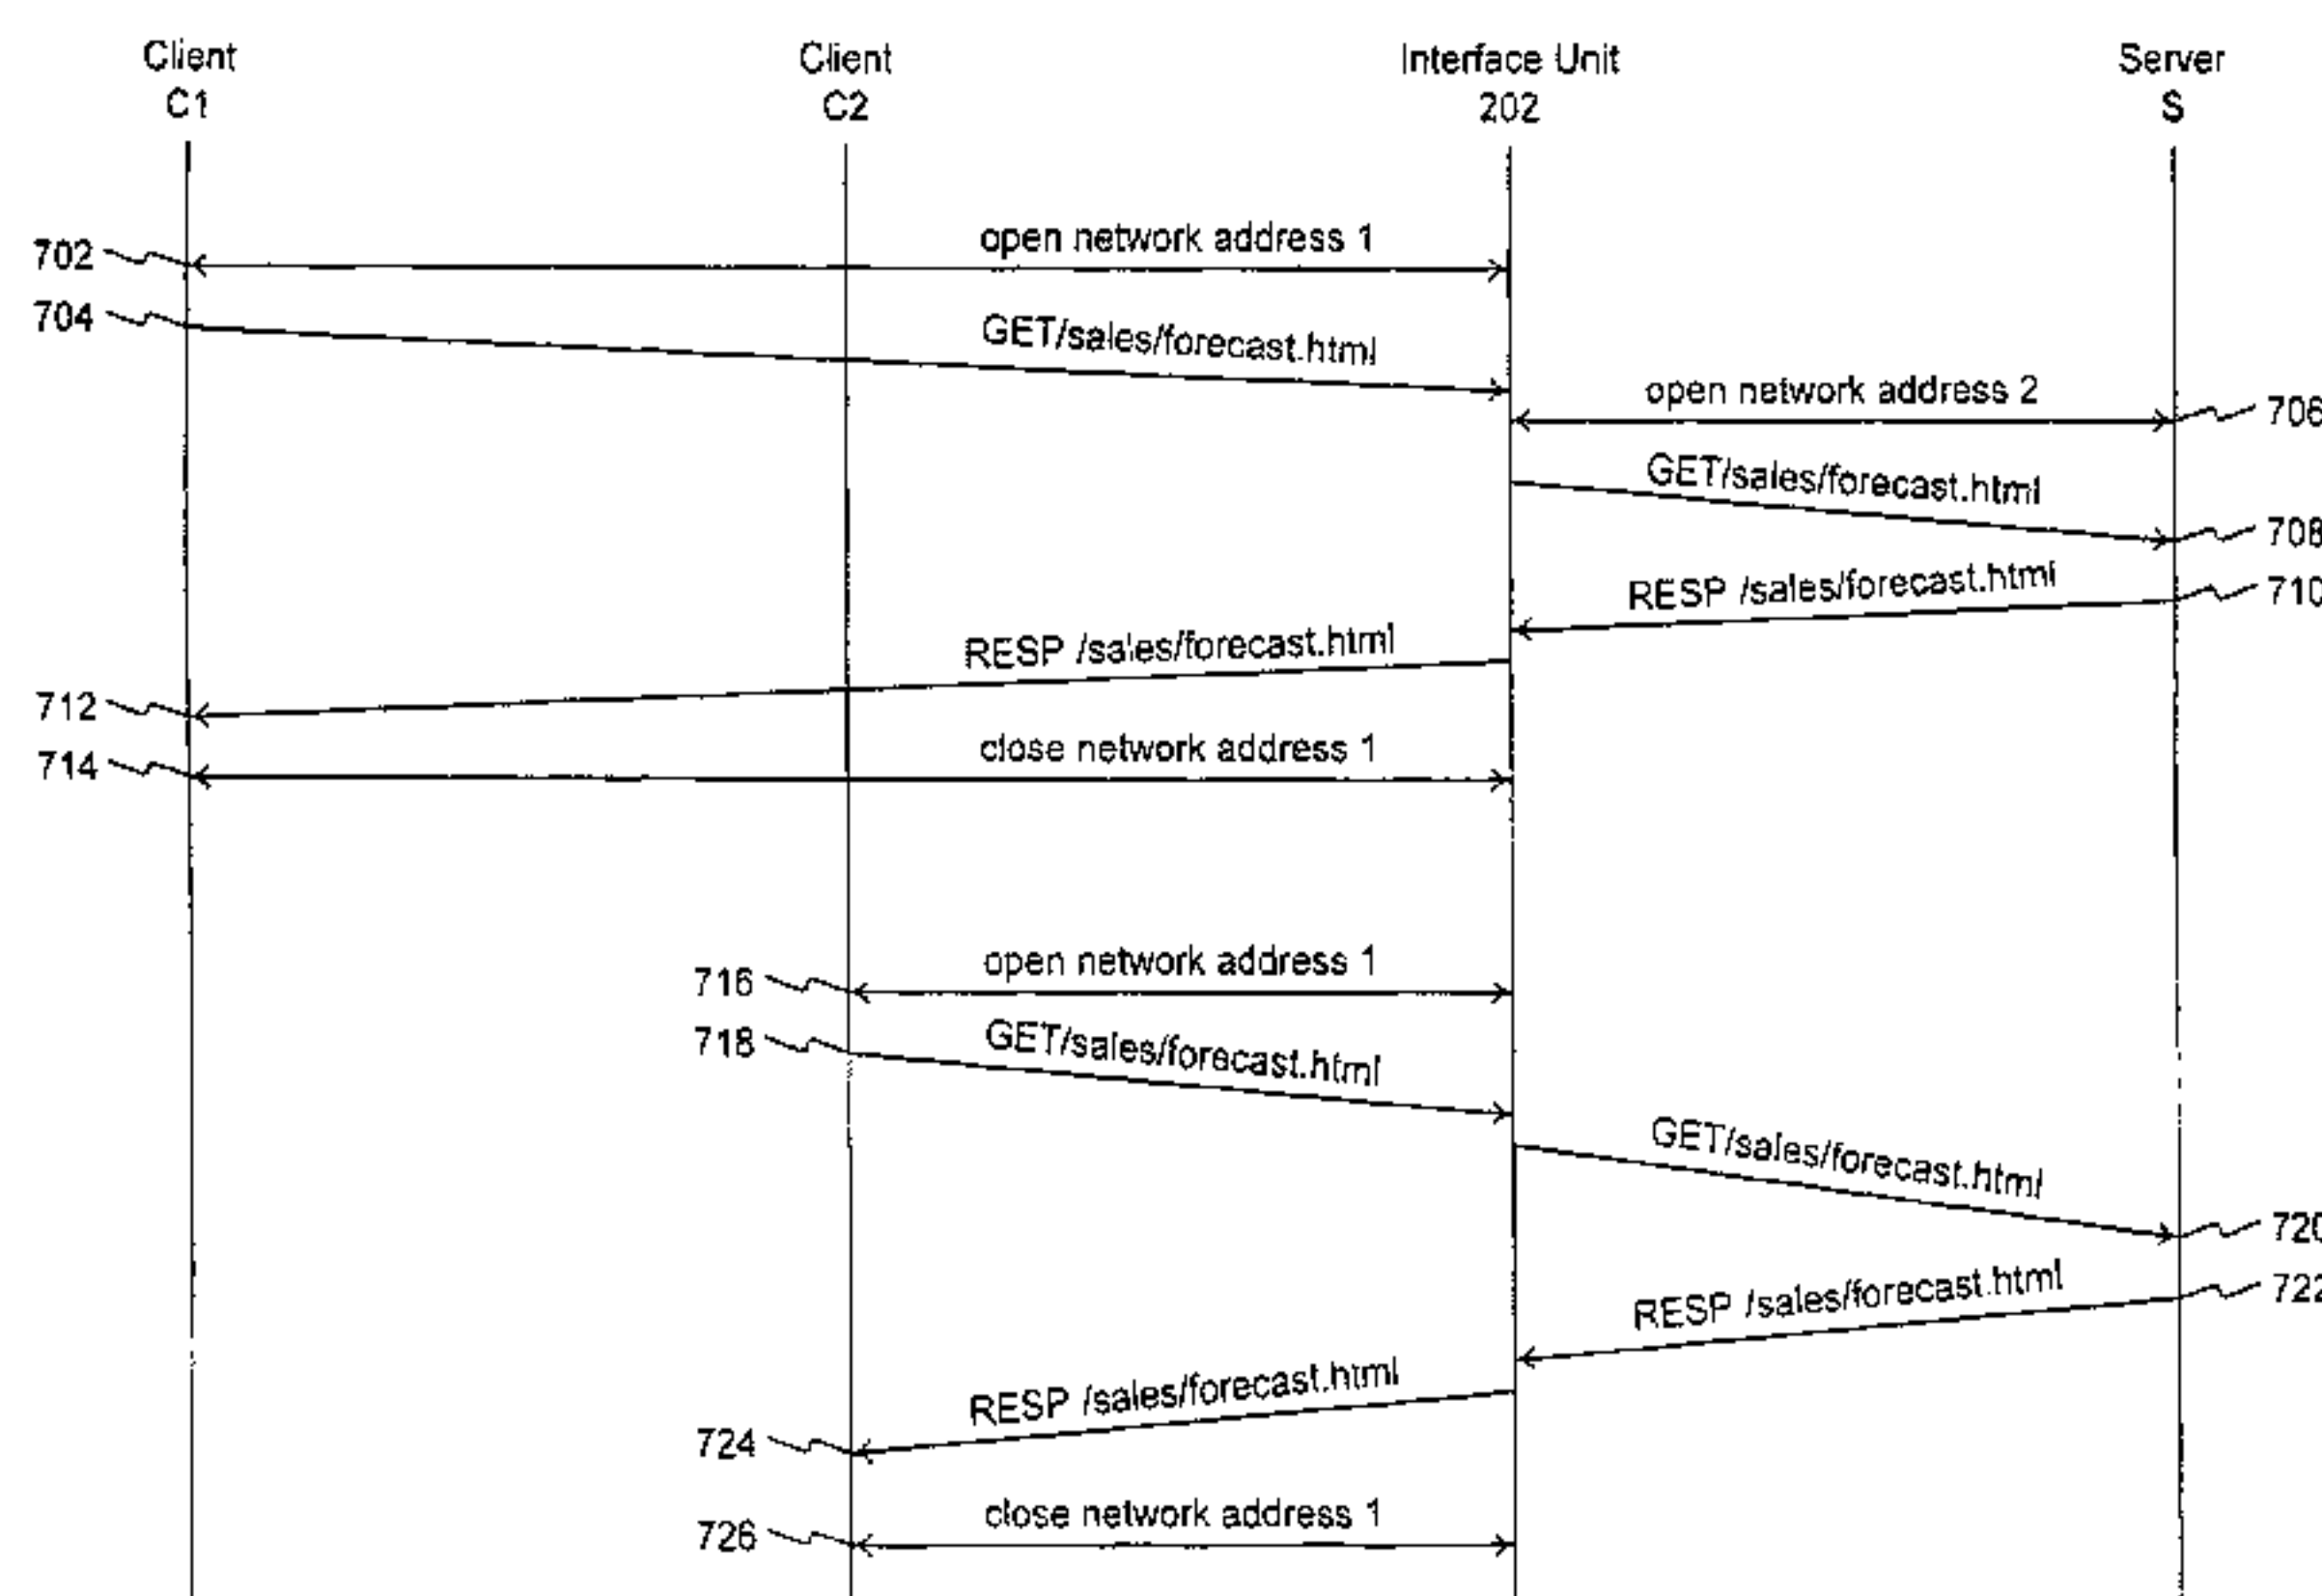 Client
C1
Client
C2
Interface Unit
202
Server
S
702
open network address 1
704
GET/sales/forecast.html
open network address 2
706
GET/sales/forecast.html
708
RESP /sales/forecast.html
710
RESP /sales/forecast.html
712
close network address 1
714
open network address 1
716
GET/sales/forecast.html
718
GET/sales/forecast.html
720
RESP /sales/forecast.html
722
RESP /sales/forecast.html
724
close network address 1
726